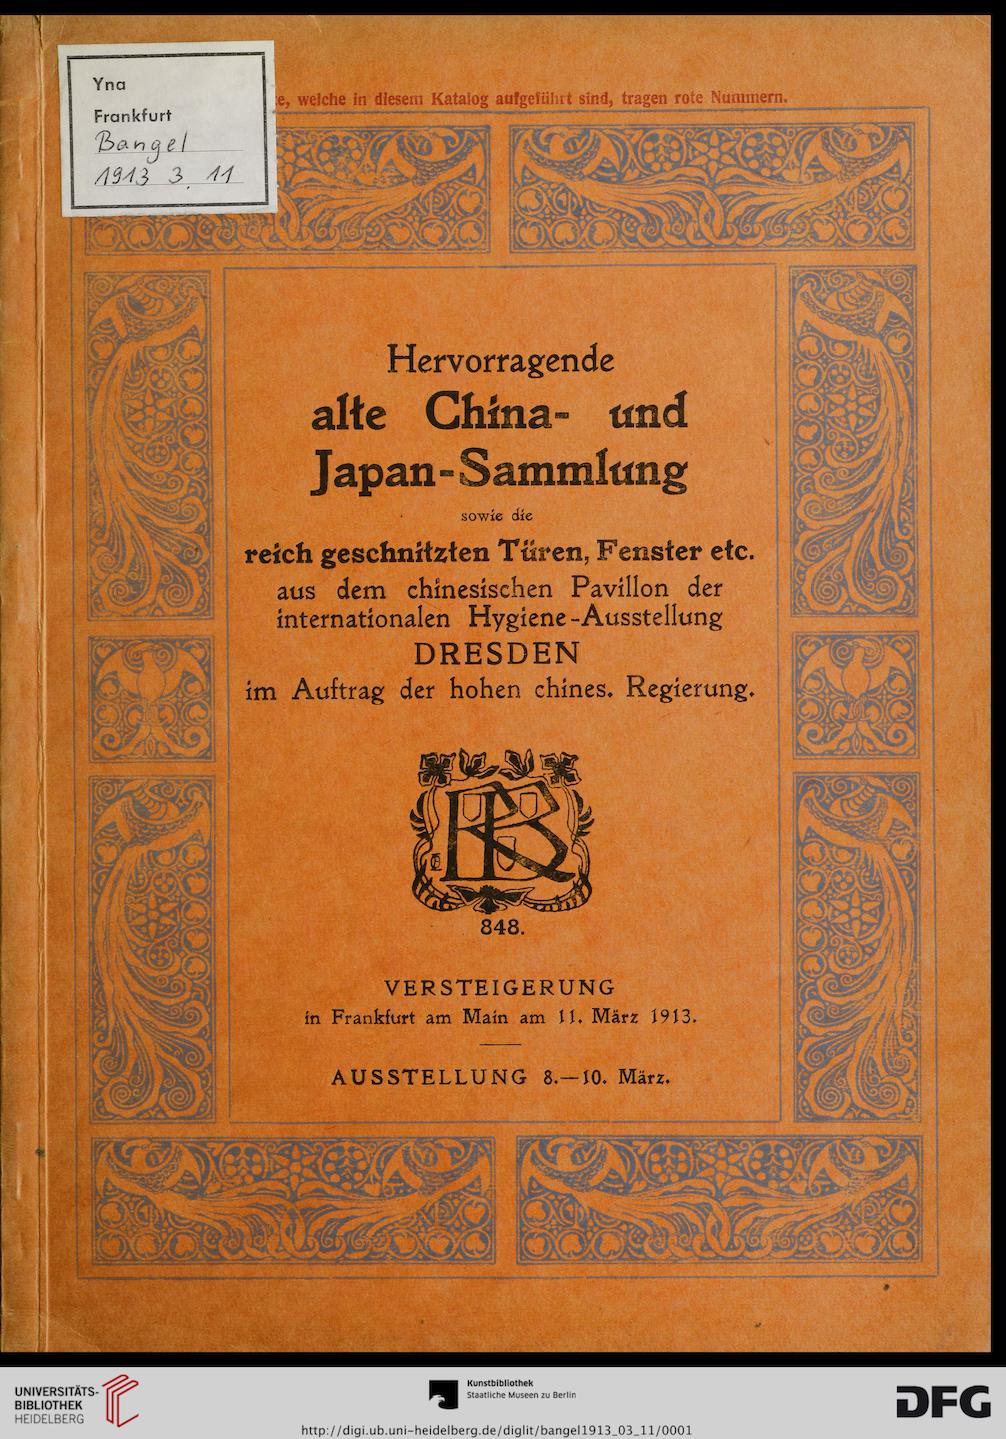 Yna
Frankfurt
Bangel
1913 3. 11
welche in diesem Katalog aufgeführt sind, tragen rote Nummern.
Hervorragende
alte China- und
Japan-Sammlung
sowie die
reich geschnitzten Türen, Fenster etc.
aus dem chinesischen Pavillon der
internationalen Hygiene-Ausstellung
DRESDEN
im Auftrag der hohen chines. Regierung.
RB
848.
VERSTEIGERUNG
in Frankfurt am Main am 11. März 1913.
AUSSTELLUNG 8.—10. März.
UNIVERSITÄTS-
BIBLIOTHEK
HEIDELBERG
Kunstbibliothek
Staatliche Museen zu Berlin
DFG
http://digi.ub.uni-heidelberg.de/diglit/bangel1913_03_11/0001